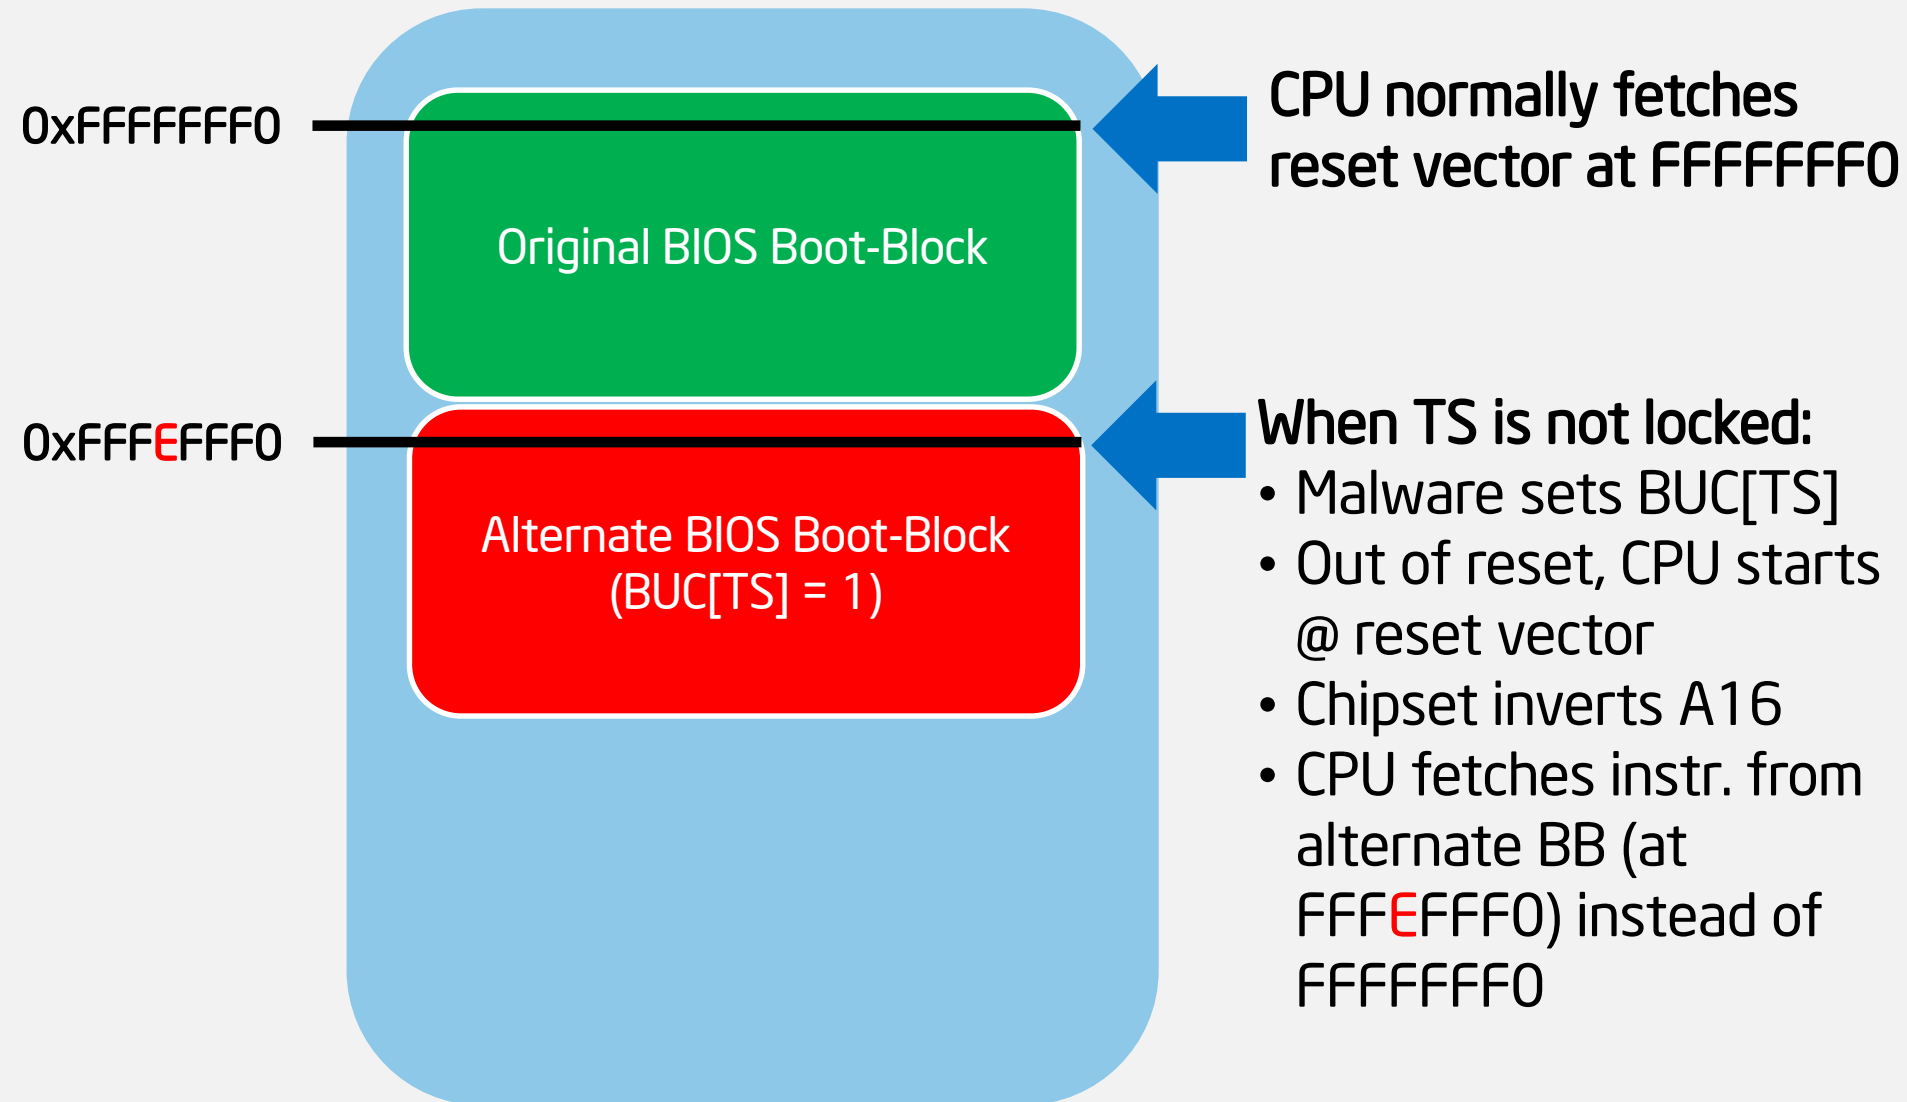 0xFFFFFFF0
CPU normally fetches
reset vector at FFFFFFF0
Original BIOS Boot-Block
0xFFFEFFF0
When TS is not locked:
• Malware sets BUC[TS]
• Out of reset, CPU starts
@ reset vector
• Chipset inverts A16
• CPU fetches instr. from
alternate BB (at
FFFEFFF0) instead of
FFFFFFF0
Alternate BIOS Boot-Block
(BUC[TS] = 1)